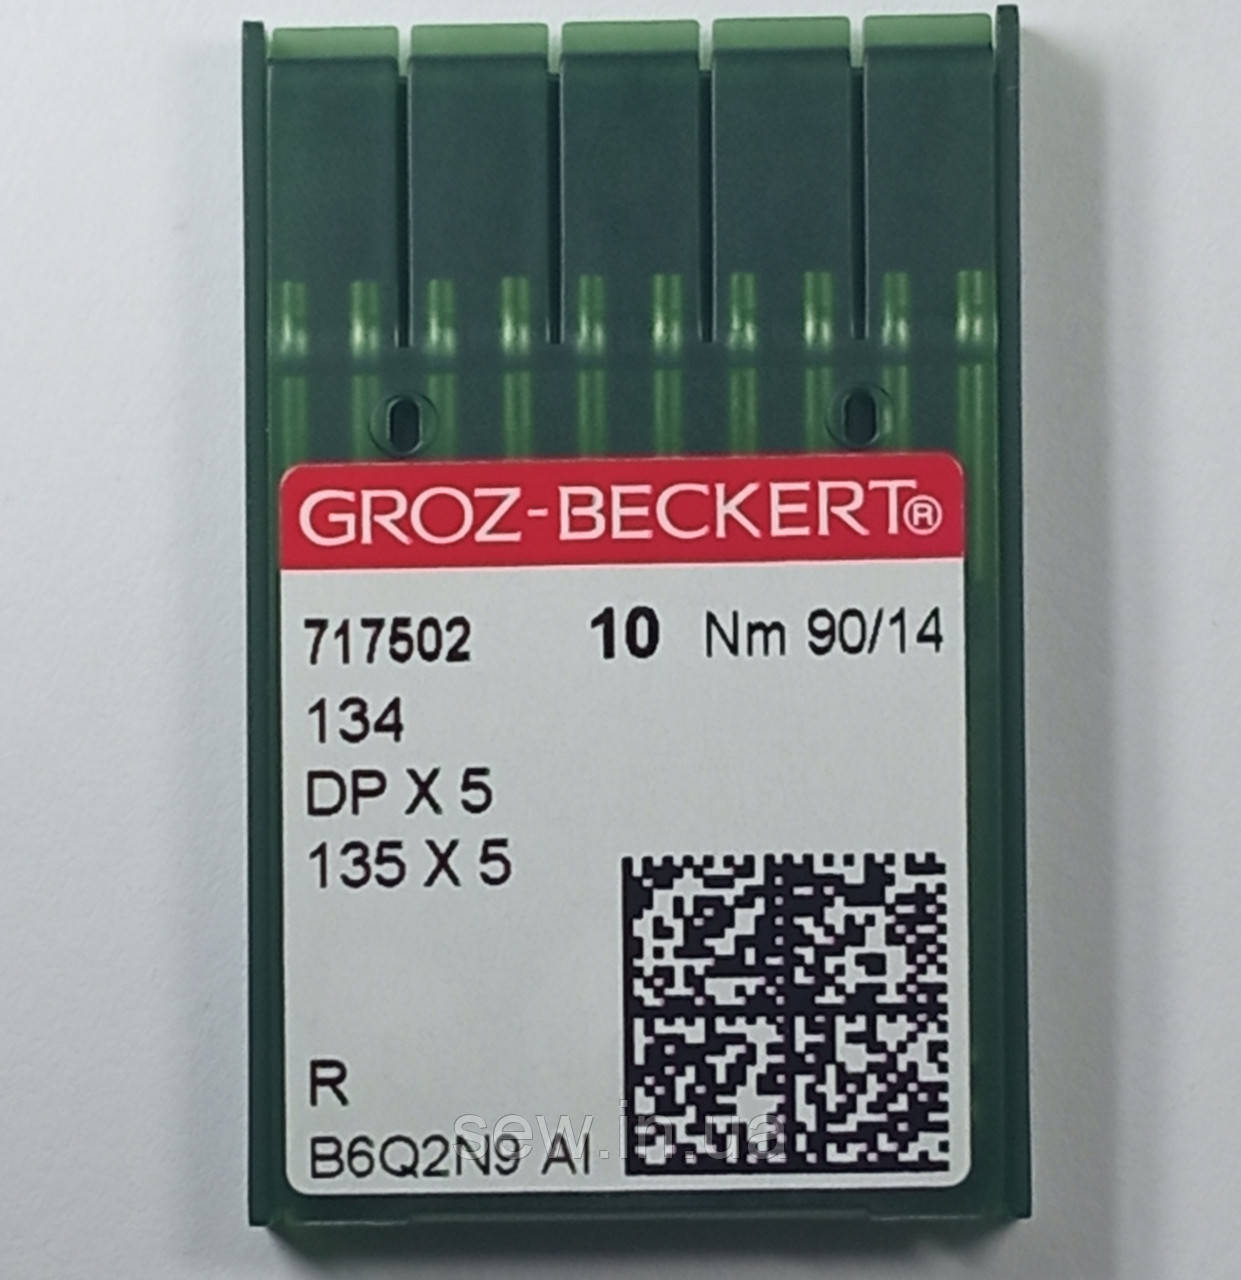 GROZ-BECKERT®
717502 10 Nm 90/14
134
DP X 5
135 X 5
R
sew.in.ua
B6Q2N9 AI